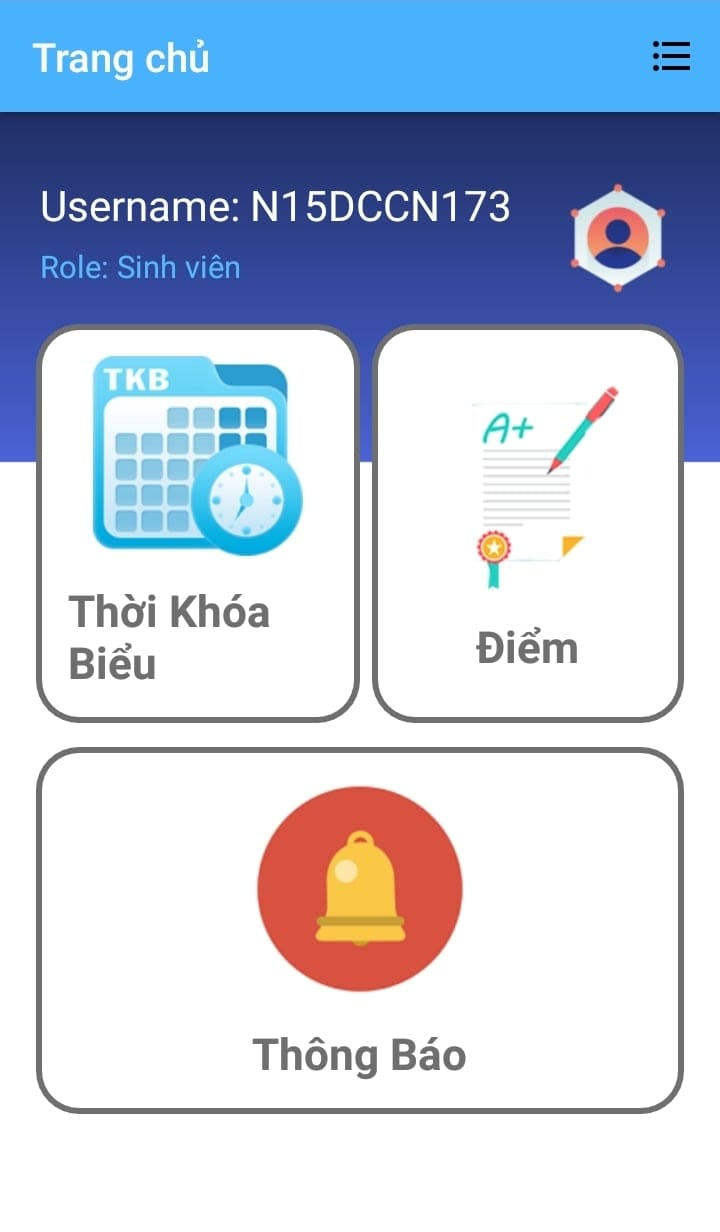 Trang chủ
Username: N15DCCN173
Role: Sinh viên
TKB
A+
Thời Khóa
Biểu
Điểm
Thông Báo